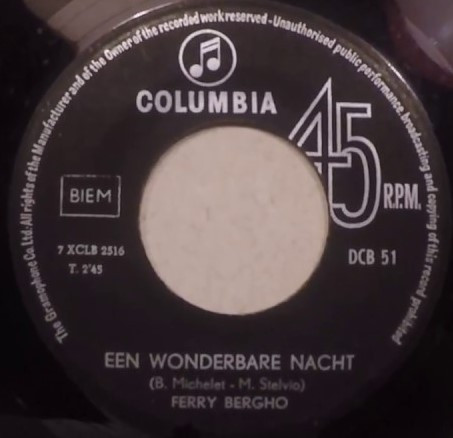 The Gramophone Co. Ltd. All rights of the Manufacturer and of the Owner of the recorded work reserved - Unauthorised public performance, broadcasting and copying of this record prohibited
COLUMBIA
45
R.P.M.
BIEM
7 XCLB 2516
T. 2'45
DCB 51
EEN WONDERBARE NACHT
(B. Michelet - M. Stelvio)
FERRY BERGHO